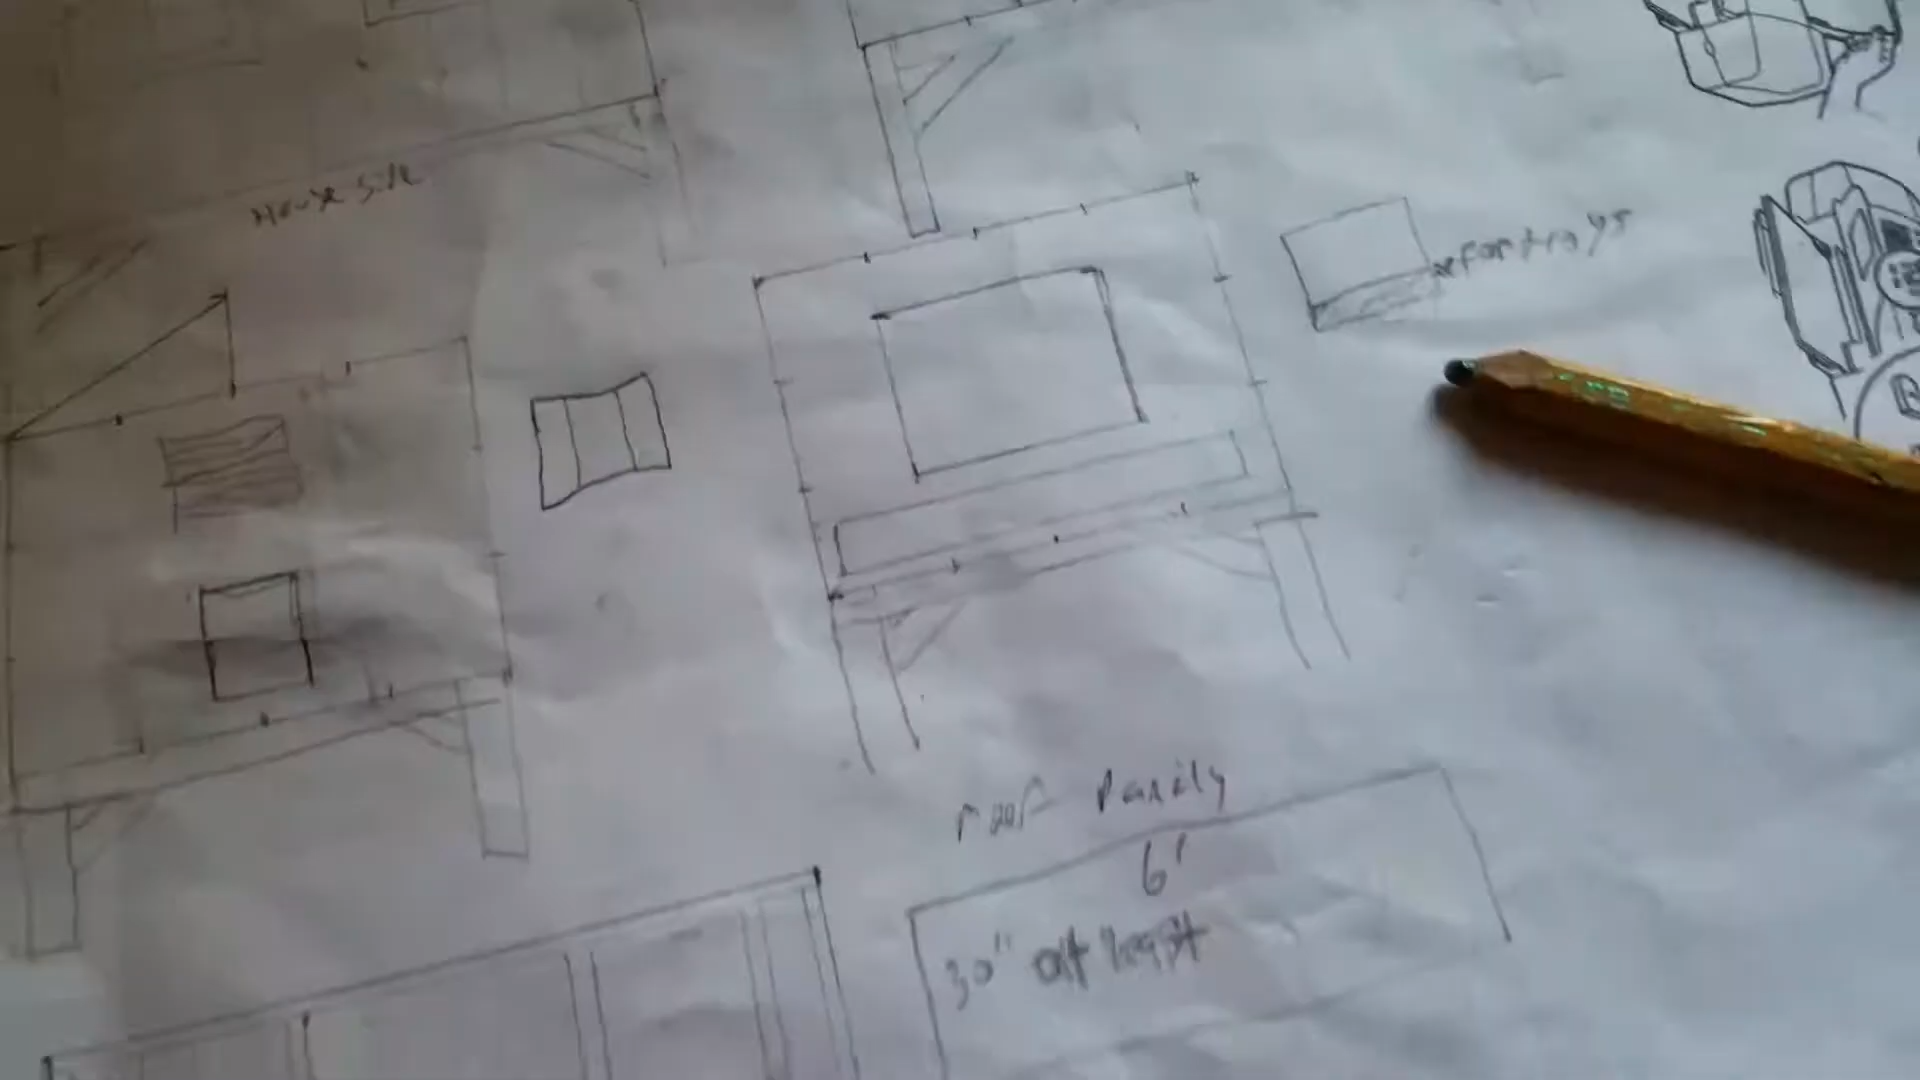 House side
for trays
roof panels
6'
30" at least